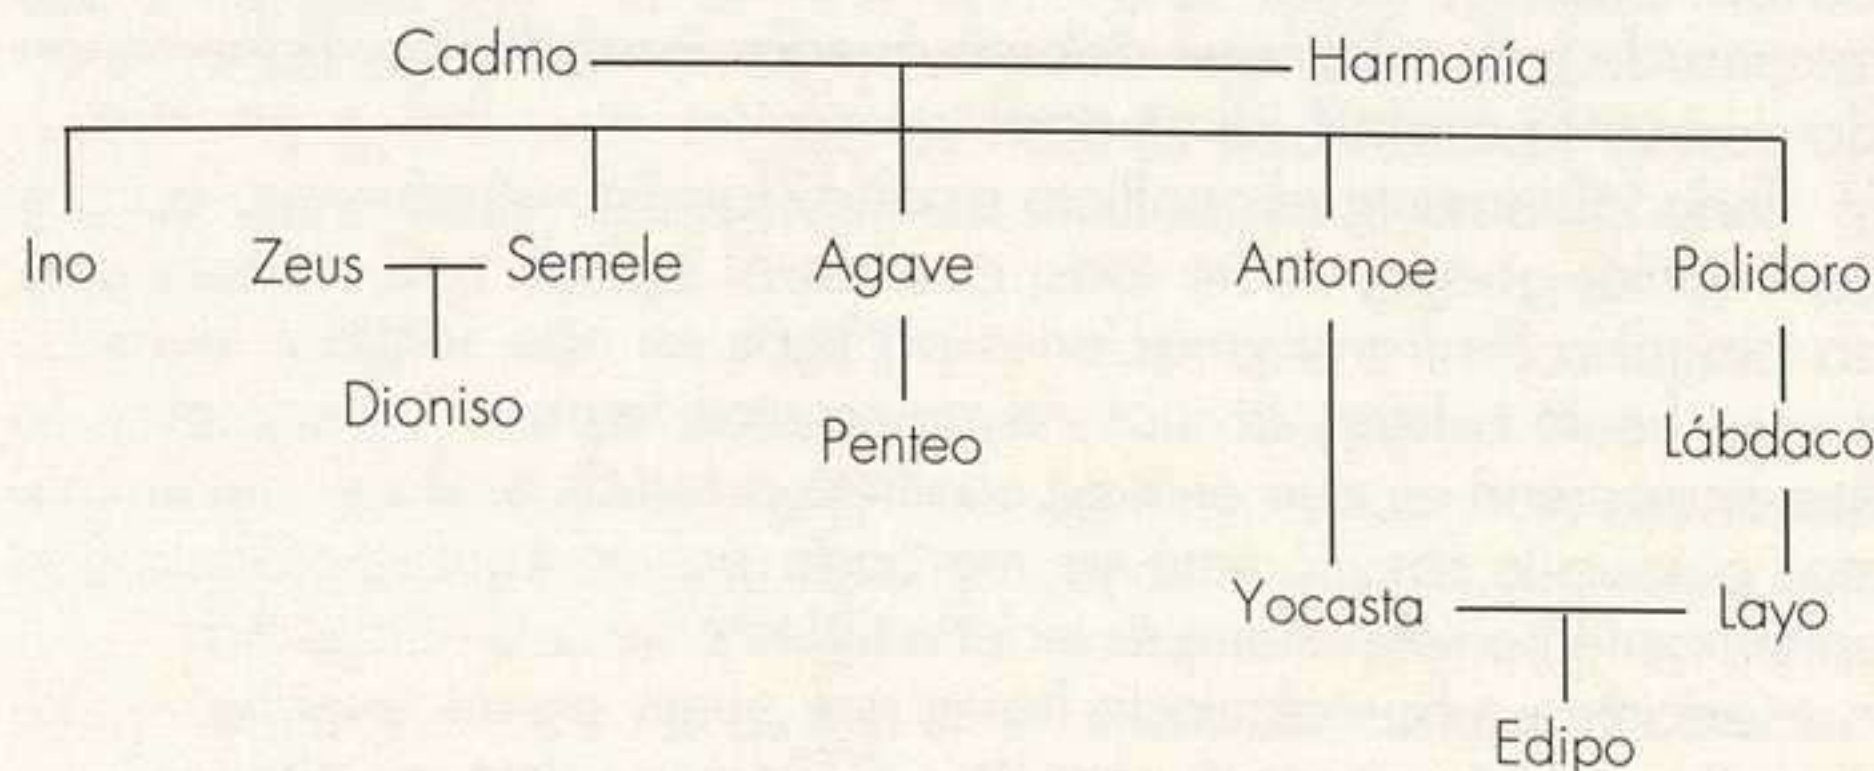 Cadmo Harmonía
Ino Zeus Semele Agave Antonoe Polidoro
Dioniso
Penteo Lábdaco
Yocasta Layo
Edipo